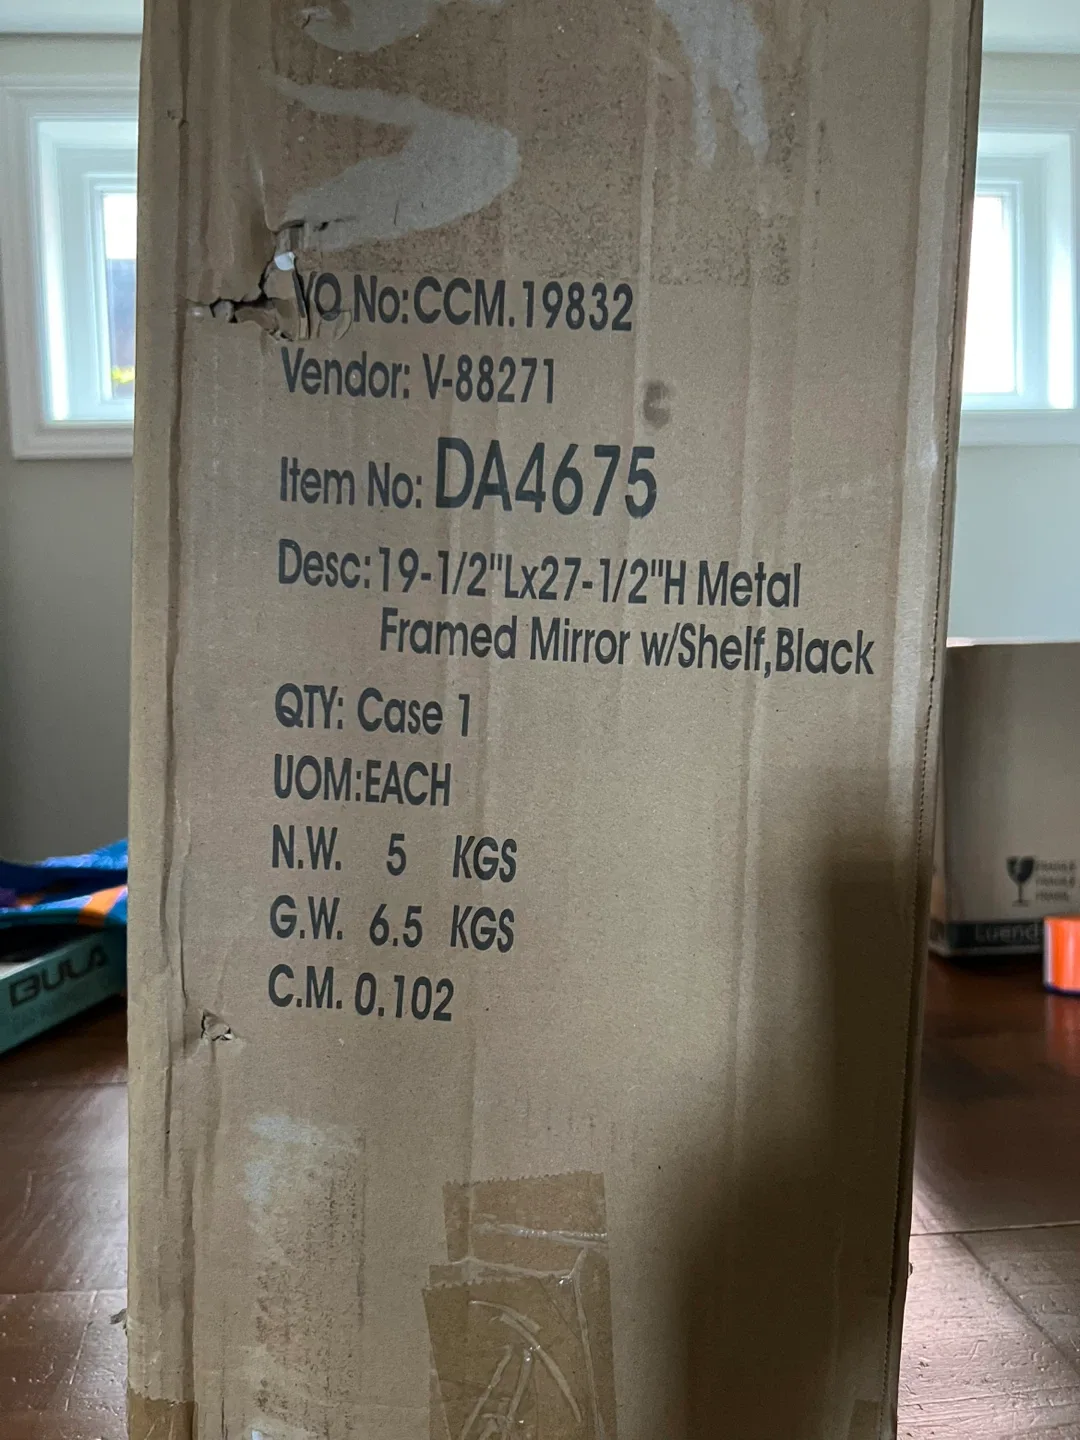 No:CCM.19832
Vendor: V-88271
Item No: DA4675
Desc:19-1/2"Lx27-1/2"H Metal
Framed Mirror w/Shelf,Black
QTY: Case 1
UOM:EACH
N.W. 5 KGS
G.W. 6.5 KGS
C.M. 0.102
BULA